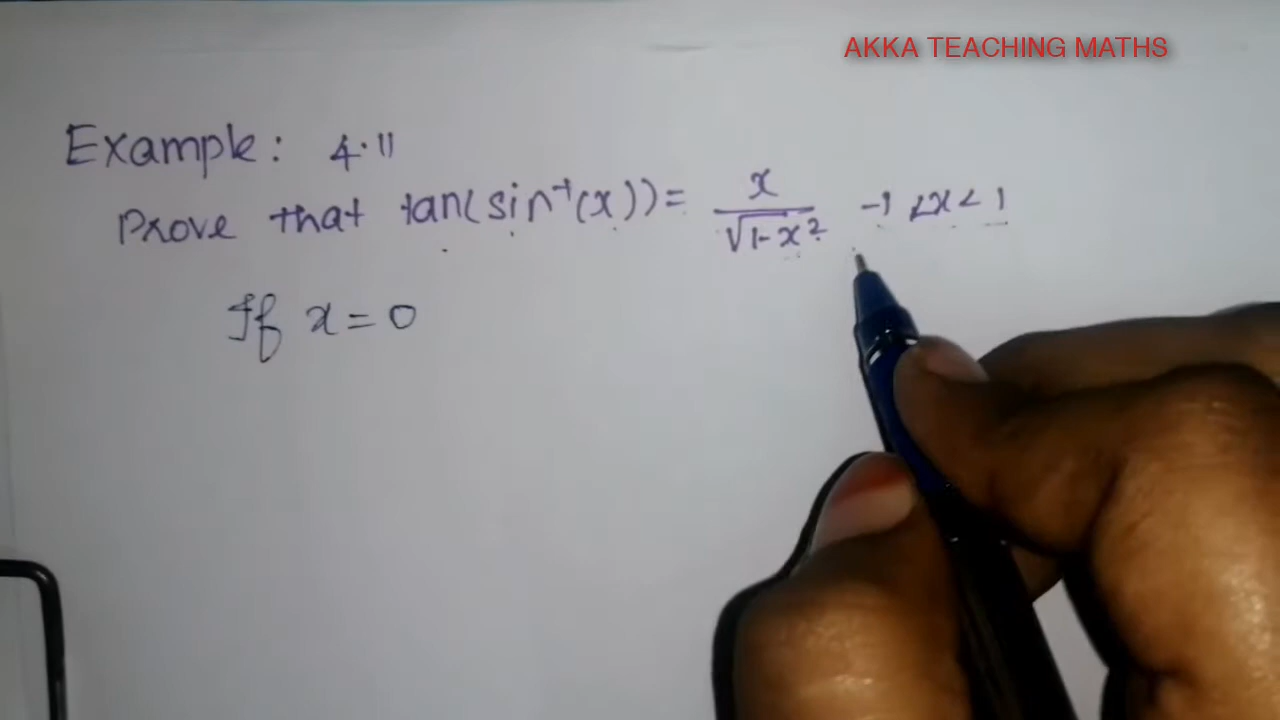 AKKA TEACHING MATHS
Example: 4.11
Prove that tan(sin⁻¹(x)) = x/√(1-x²) -1 < x < 1
If x = 0